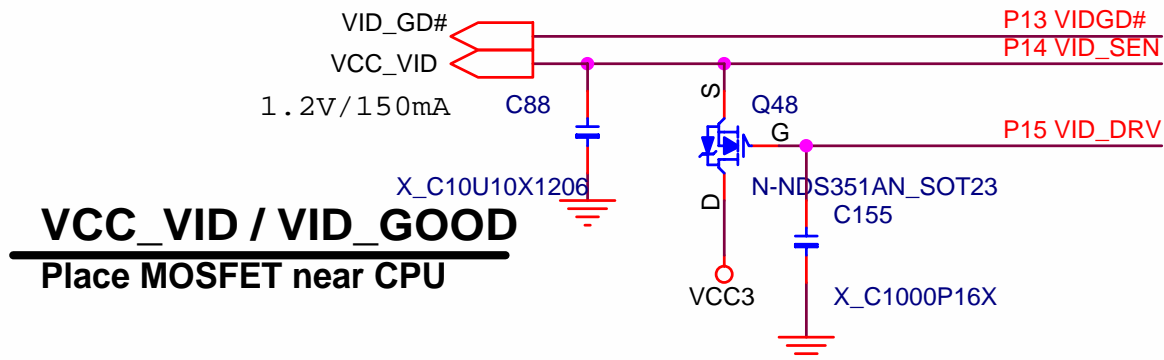 VID_GD#
P13 VIDGD#
VCC_VID
P14 VID_SEN
1.2V/150mA
C88
S
Q48
G
P15 VID_DRV
X_C10U10X1206
D
N-NDS351AN_SOT23
C155
VCC_VID / VID_GOOD
Place MOSFET near CPU
VCC3
X_C1000P16X